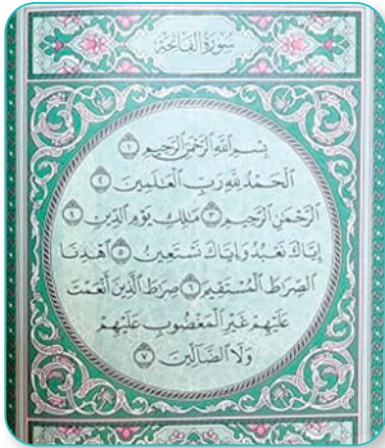 سُورَةُ الفَاتِحَةِ
بِسْمِ ٱللَّهِ ٱلرَّحْمَٰنِ ٱلرَّحِيمِ ١
ٱلْحَمْدُ لِلَّهِ رَبِّ ٱلْعَٰلَمِينَ ٢
ٱلرَّحْمَٰنِ ٱلرَّحِيمِ ٣ مَٰلِكِ يَوْمِ ٱلدِّينِ ٤
إِيَّاكَ نَعْبُدُ وَإِيَّاكَ نَسْتَعِينُ ٥ ٱهْدِنَا
ٱلصِّرَٰطَ ٱلْمُسْتَقِيمَ ٦ صِرَٰطَ ٱلَّذِينَ أَنْعَمْتَ
عَلَيْهِمْ غَيْرِ ٱلْمَغْضُوبِ عَلَيْهِمْ
وَلَا ٱلضَّآلِّينَ ٧